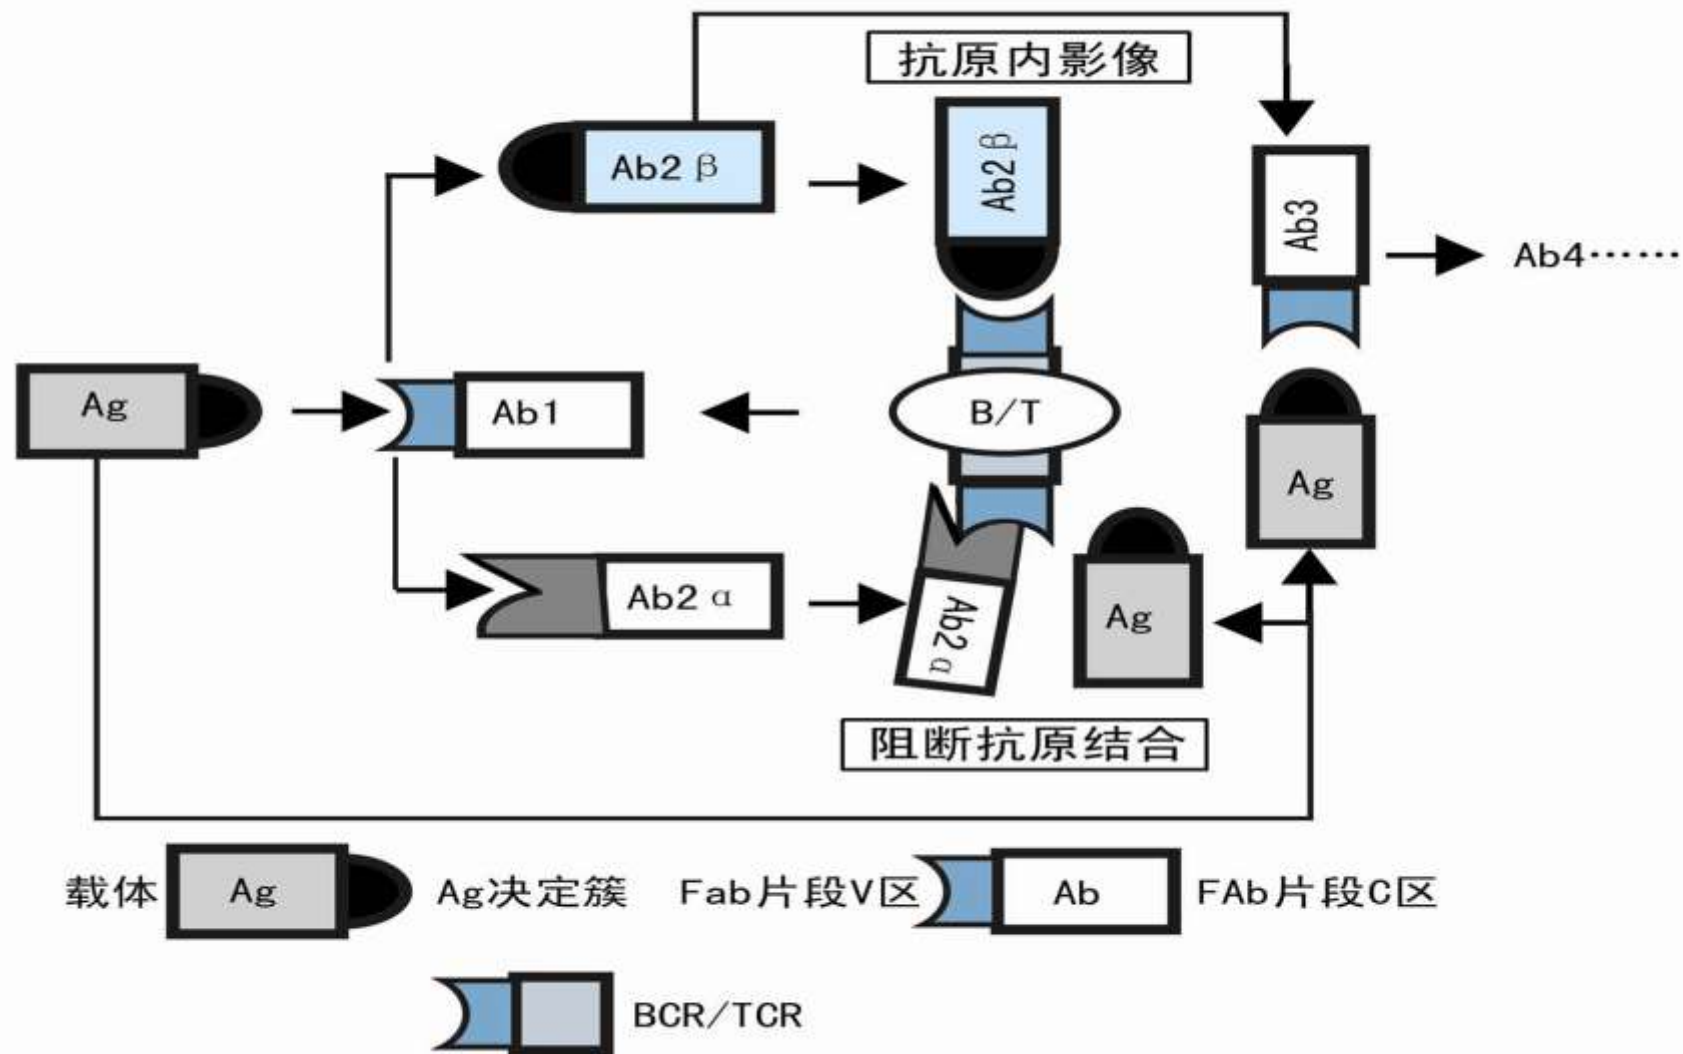 抗原内影像
Ab2 β
Ab2 β
Ab3
Ab4……
Ag
Ab1
B/T
Ag
Ab2 α
Ab2 α
Ag
阻断抗原结合
载体 Ag Ag决定簇 Fab片段V区 Ab FAb片段C区
BCR/TCR